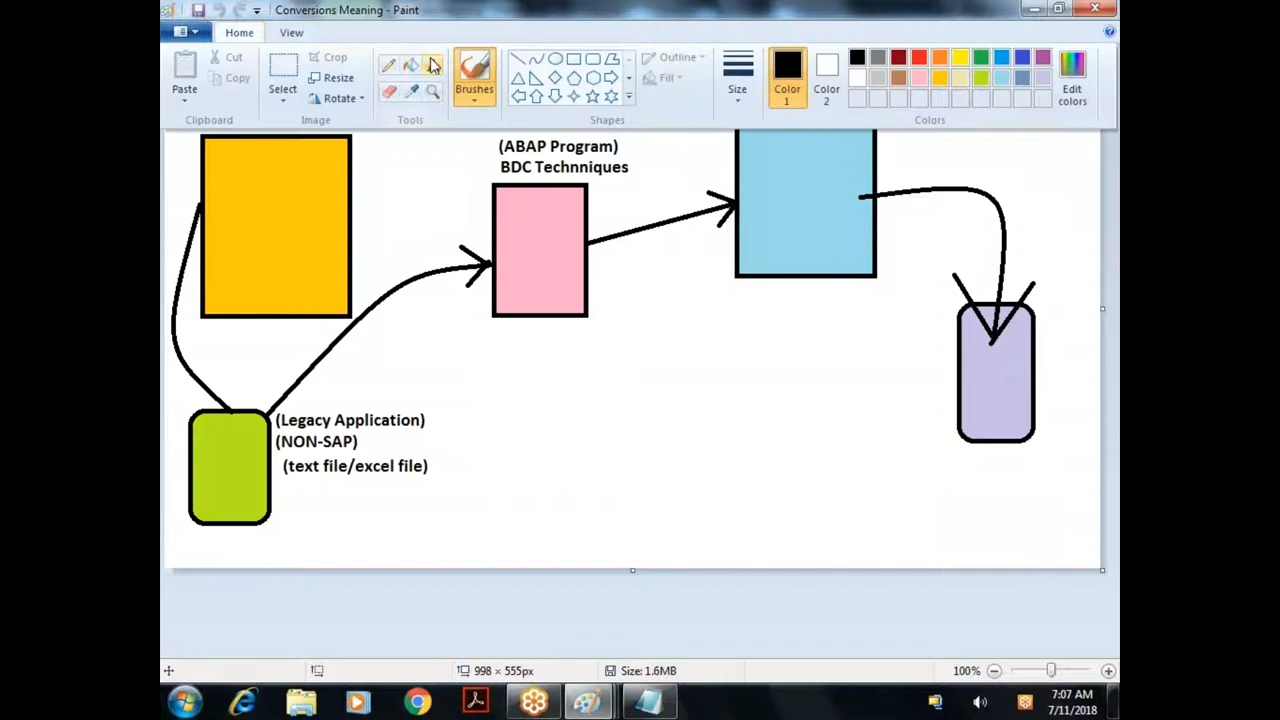 Conversions Meaning - Paint
Home
View
Paste
Cut
Copy
Clipboard
Select
Crop
Resize
Rotate
Image
Tools
Brushes
Outline
Fill
Shapes
Size
Color 1
Color 2
Edit colors
Colors
(ABAP Program)
BDC Technniques
(Legacy Application)
(NON-SAP)
(text file/excel file)
998 × 555px
Size: 1.6MB
100%
7:07 AM
7/11/2018